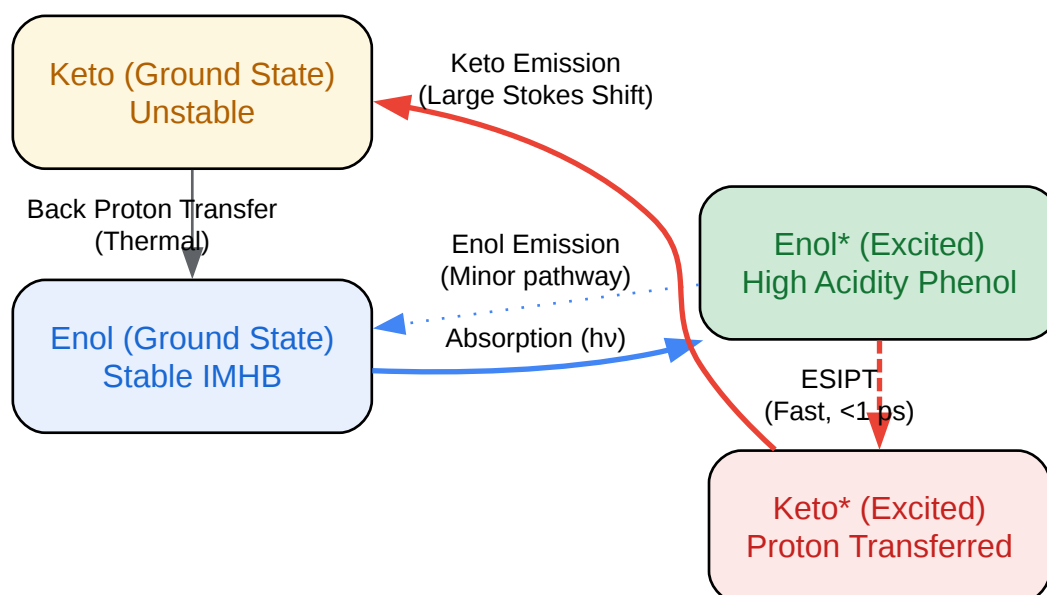 Keto (Ground State)
Unstable
Keto Emission
(Large Stokes Shift)
Back Proton Transfer
(Thermal)
Enol Emission
(Minor pathway)
Enol* (Excited)
High Acidity Phenol
Enol (Ground State)
Stable IMHB
Absorption (hν)
ESIPT
(Fast, <1 ps)
Keto* (Excited)
Proton Transferred